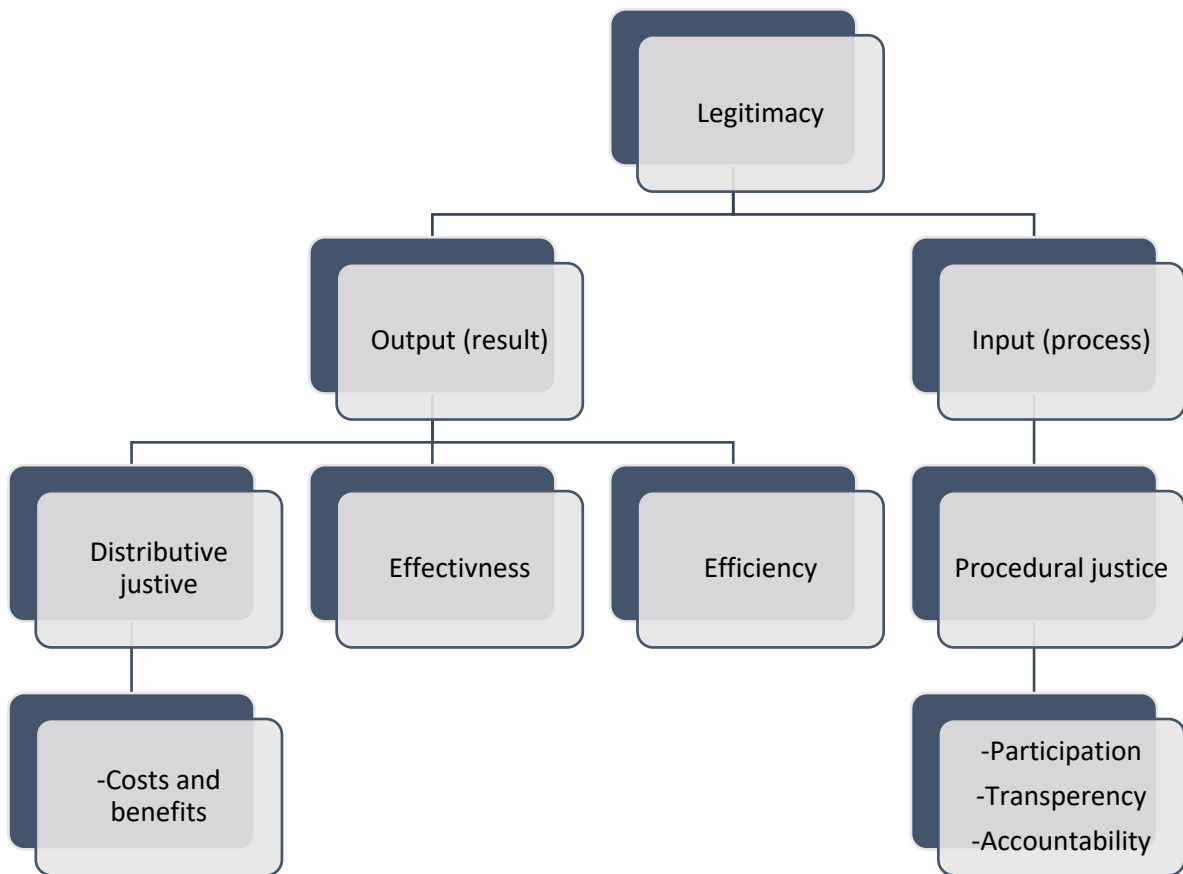 Legitimacy
Output (result)
Input (process)
Distributive
justive
Effectivness
Efficiency
Procedural justice
-Costs and
benefits
-Participation
-Transperency
-Accountability